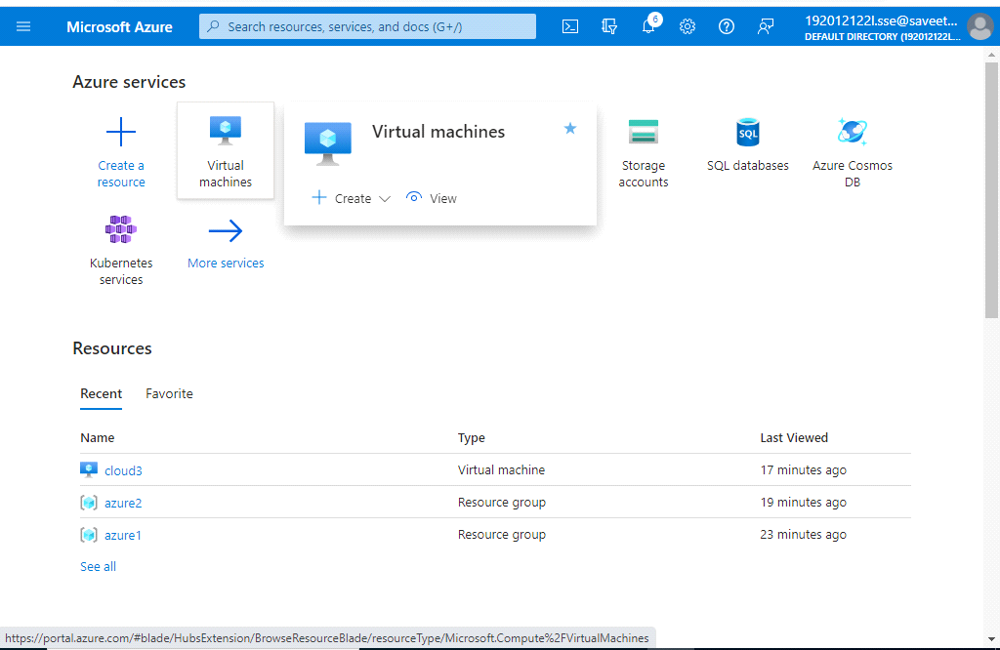 Microsoft Azure
Search resources, services, and docs (G+/)
6
192012122l.sse@saveet...
DEFAULT DIRECTORY (192012122L...
Azure services
Create a
resource
Virtual
machines
Virtual machines
Create
View
Storage
accounts
SQL
SQL databases
Azure Cosmos
DB
Kubernetes
services
More services
Resources
Recent Favorite
Name Type Last Viewed
cloud3 Virtual machine 17 minutes ago
azure2 Resource group 19 minutes ago
azure1 Resource group 23 minutes ago
See all
https://portal.azure.com/#blade/HubsExtension/BrowseResourceBlade/resourceType/Microsoft.Compute%2FVirtualMachines